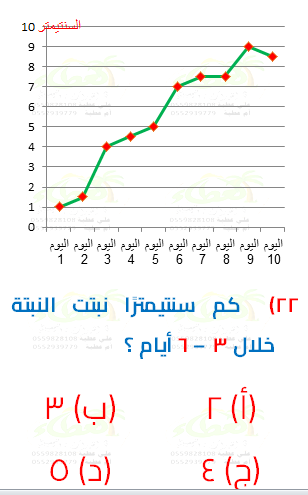 السنتيمتر
10
9
8
7
6
5
4
3
2
1
0
اليوم 1 اليوم 2 اليوم 3 اليوم 4 اليوم 5 اليوم 6 اليوم 7 اليوم 8 اليوم 9 اليوم 10
٢٢) كم سنتيمترًا نبتت النبتة
خلال ٣ – ٦ أيام ؟
(أ) ٢ (ب) ٣
(ج) ٤ (د) ٥